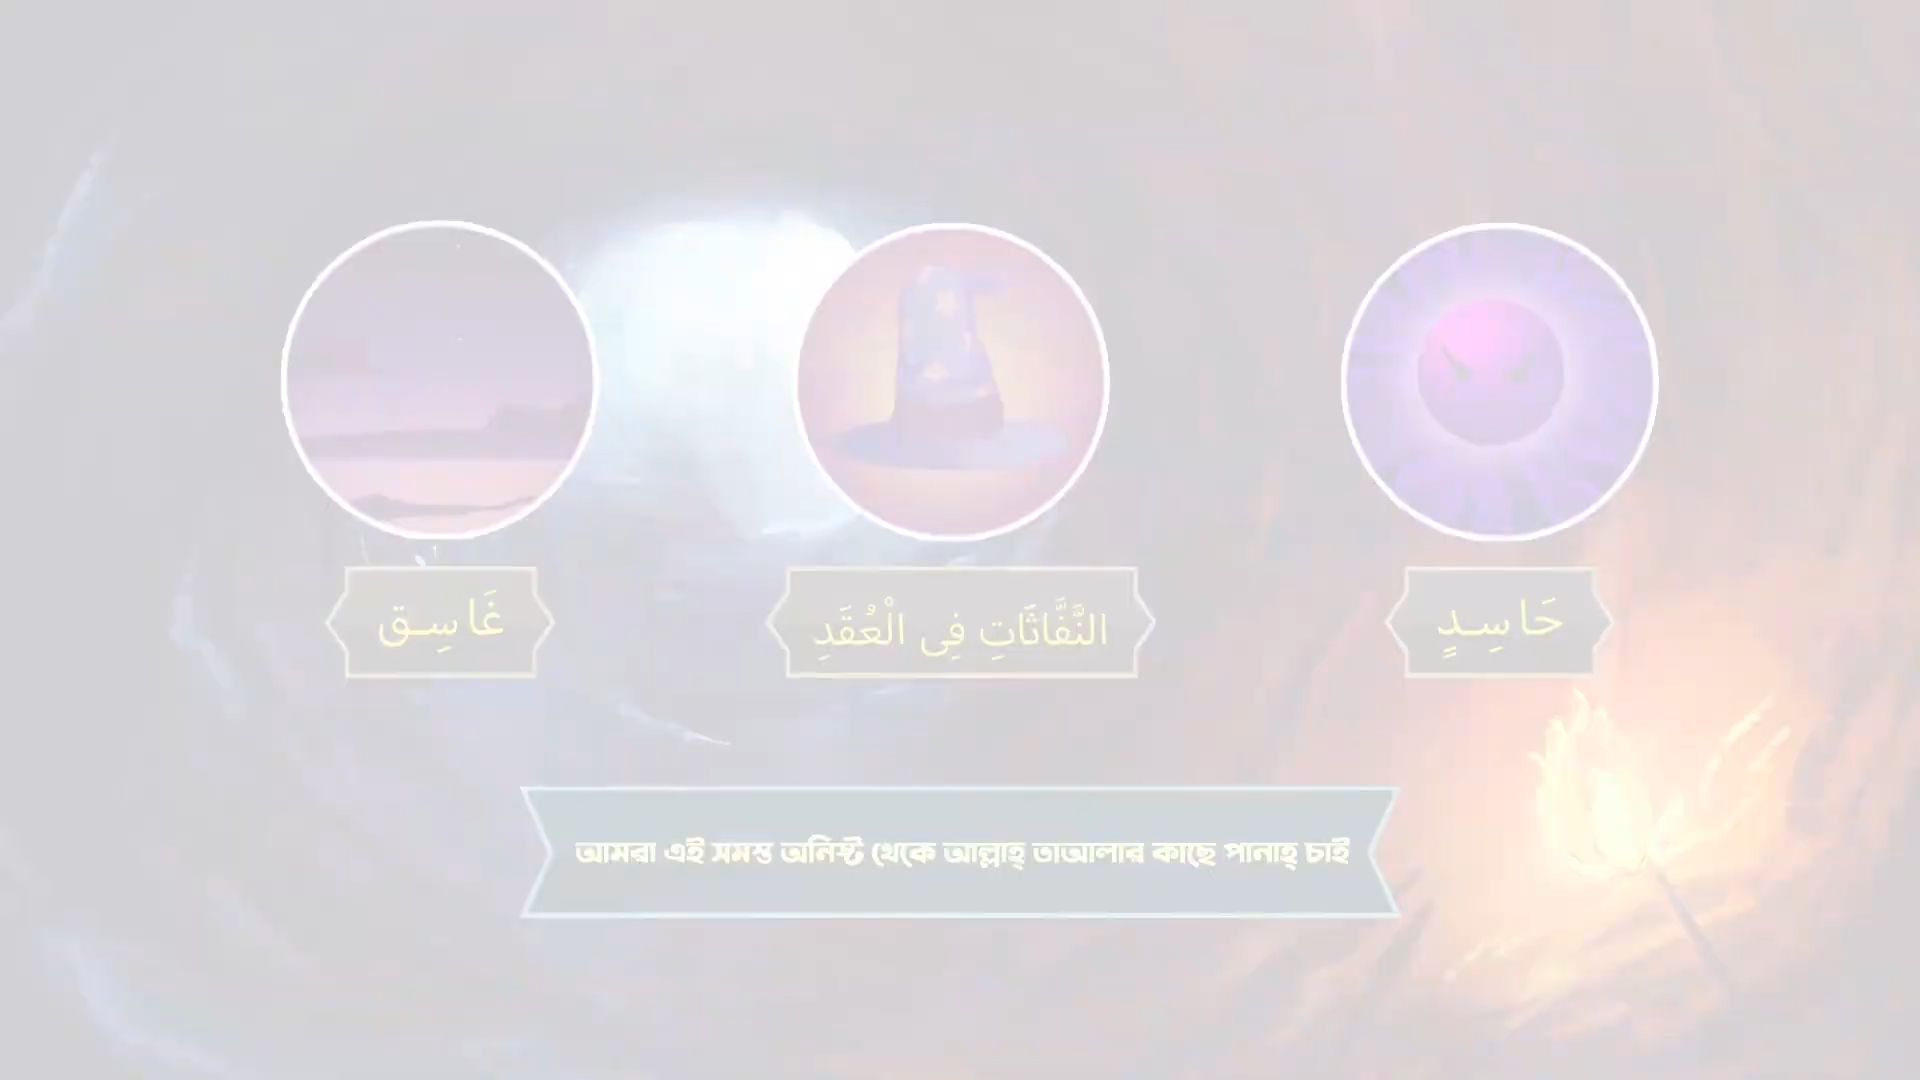 غَاسِق
النَّفَّاثَاتِ فِى الْعُقَدِ
حَاسِدٍ
আমরা এই সমস্ত অনিষ্ট থেকে আল্লাহ্ তাআলার কাছে পানাহ্ চাই